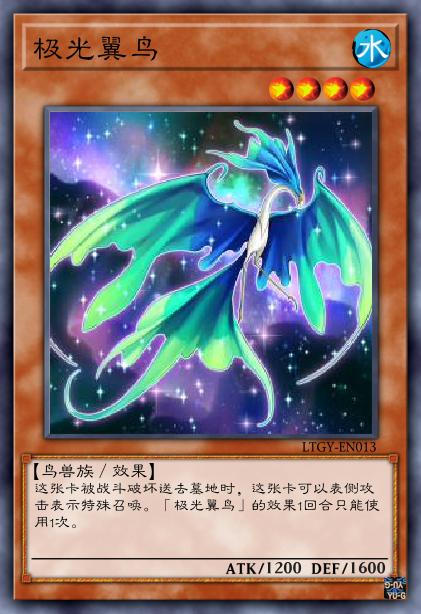 极光翼鸟
水
LTGY-EN013
【鸟兽族／效果】
这张卡被战斗破坏送去墓地时，这张卡可以表侧攻
击表示特殊召唤。「极光翼鸟」的效果1回合只能使
用1次。
ATK/1200 DEF/1600